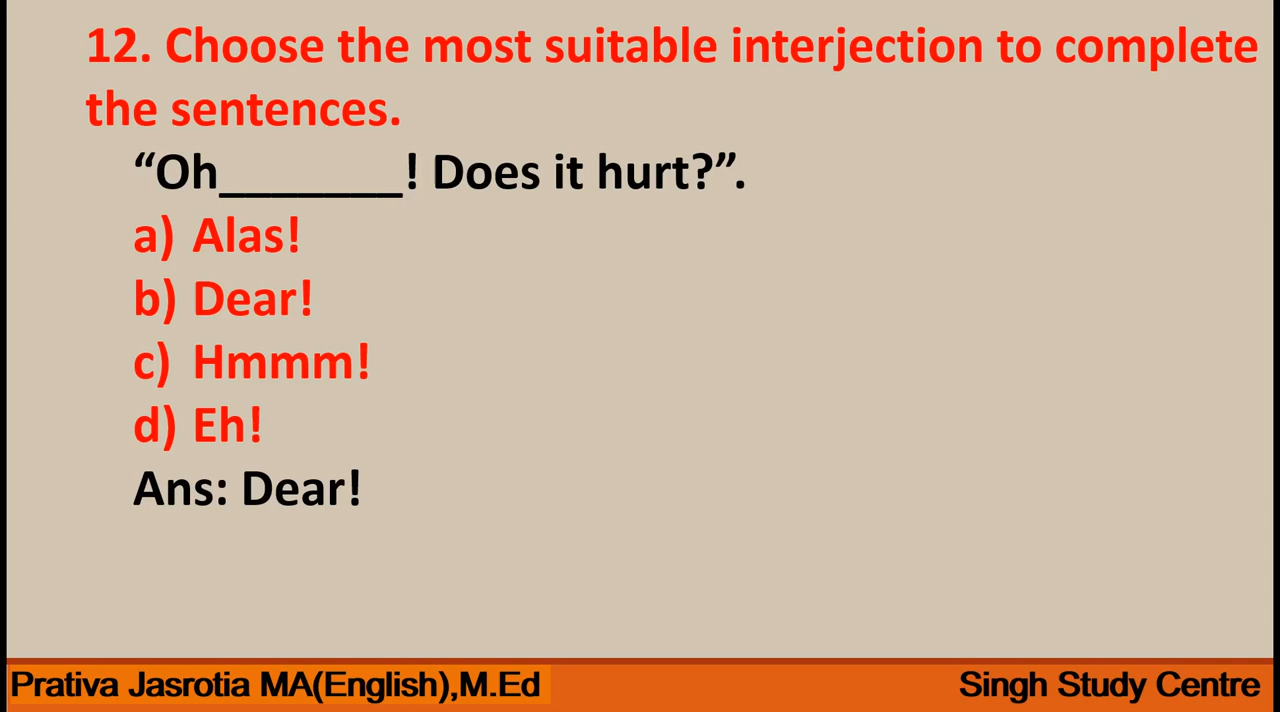 12. Choose the most suitable interjection to complete
the sentences.
“Oh_______! Does it hurt?”.
a) Alas!
b) Dear!
c) Hmmm!
d) Eh!
Ans: Dear!
Prativa Jasrotia MA(English),M.Ed
Singh Study Centre